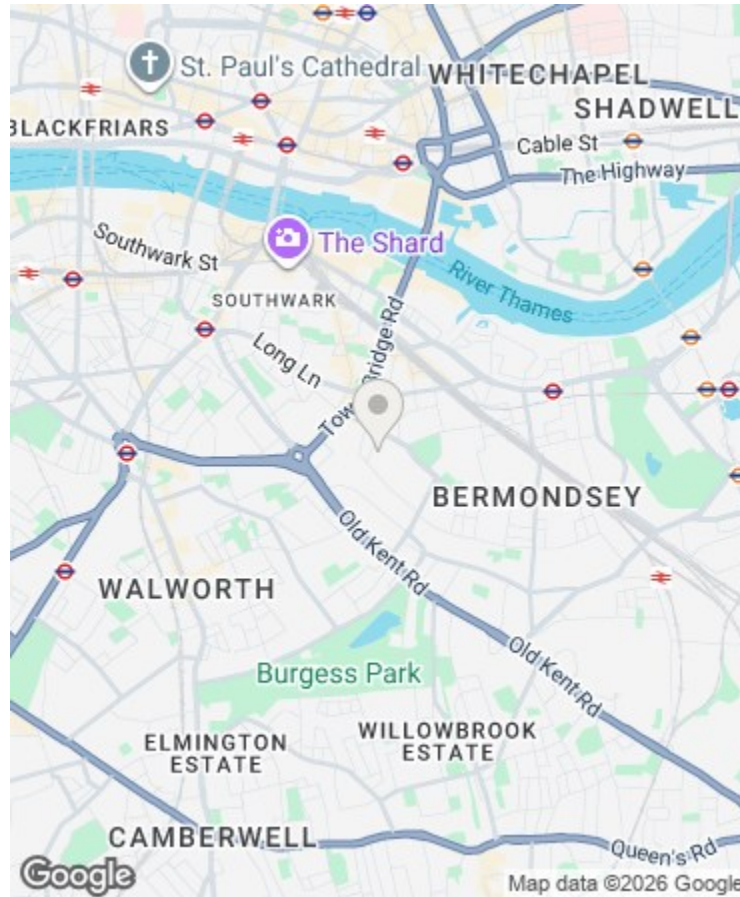 St. Paul's Cathedral
WHITECHAPEL
SHADWELL
BLACKFRIARS
Cable St
The Highway
Southwark St
The Shard
River Thames
SOUTHWARK
Long Ln
Tower Bridge Rd
BERMONDSEY
Old Kent Rd
WALWORTH
Old Kent Rd
Burgess Park
ELMINGTON
ESTATE
WILLOWBROOK
ESTATE
CAMBERWELL
Queen's Rd
Google
Map data ©2026 Google